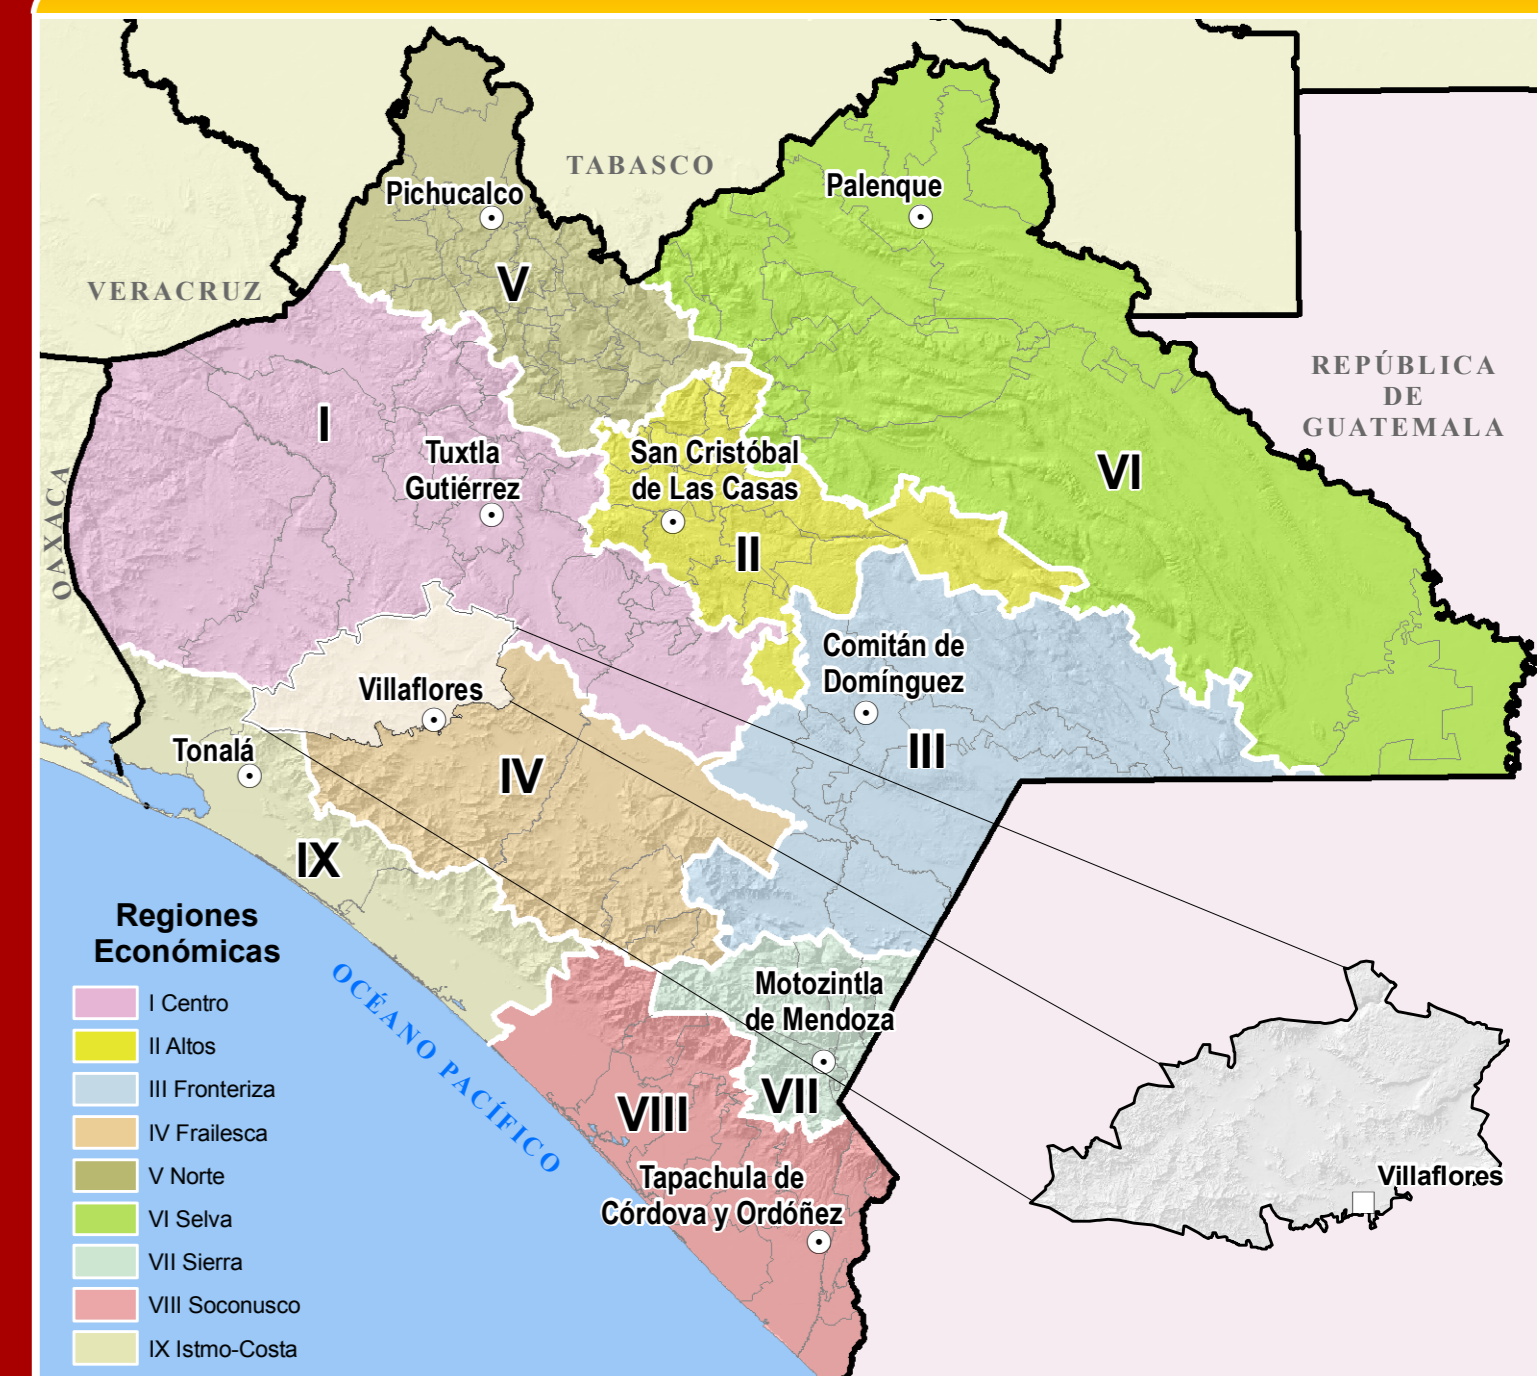 TABASCO
Pichucalco
Palenque
V
VERACRUZ
REPÚBLICA
DE
GUATEMALA
I
Tuxtla
Gutiérrez
San Cristóbal
de Las Casas
VI
OAXACA
II
Comitán de
Domínguez
Villaflores
Tonalá
III
IV
IX
Regiones
Económicas
I Centro
II Altos
III Fronteriza
IV Frailesca
V Norte
VI Selva
VII Sierra
VIII Soconusco
IX Istmo-Costa
OCÉANO PACÍFICO
Motozintla
de Mendoza
VII
VIII
Tapachula de
Córdova y Ordóñez
Villaflores